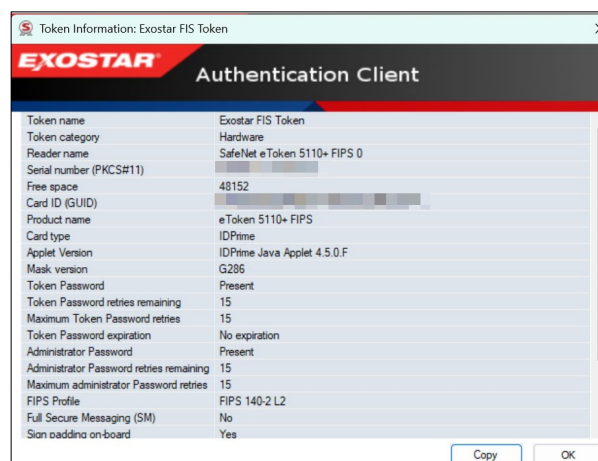 Token Information: Exostar FIS Token
EXOSTAR®
Authentication Client
Token name Exostar FIS Token
Token category Hardware
Reader name SafeNet eToken 5110+ FIPS 0
Serial number (PKCS#11)
Free space 48152
Card ID (GUID)
Product name eToken 5110+ FIPS
Card type IDPrime
Applet Version IDPrime Java Applet 4.5.0.F
Mask version G286
Token Password Present
Token Password retries remaining 15
Maximum Token Password retries 15
Token Password expiration No expiration
Administrator Password Present
Administrator Password retries remaining 15
Maximum administrator Password retries 15
FIPS Profile FIPS 140-2 L2
Full Secure Messaging (SM) No
Sign padding on-board Yes
Copy OK